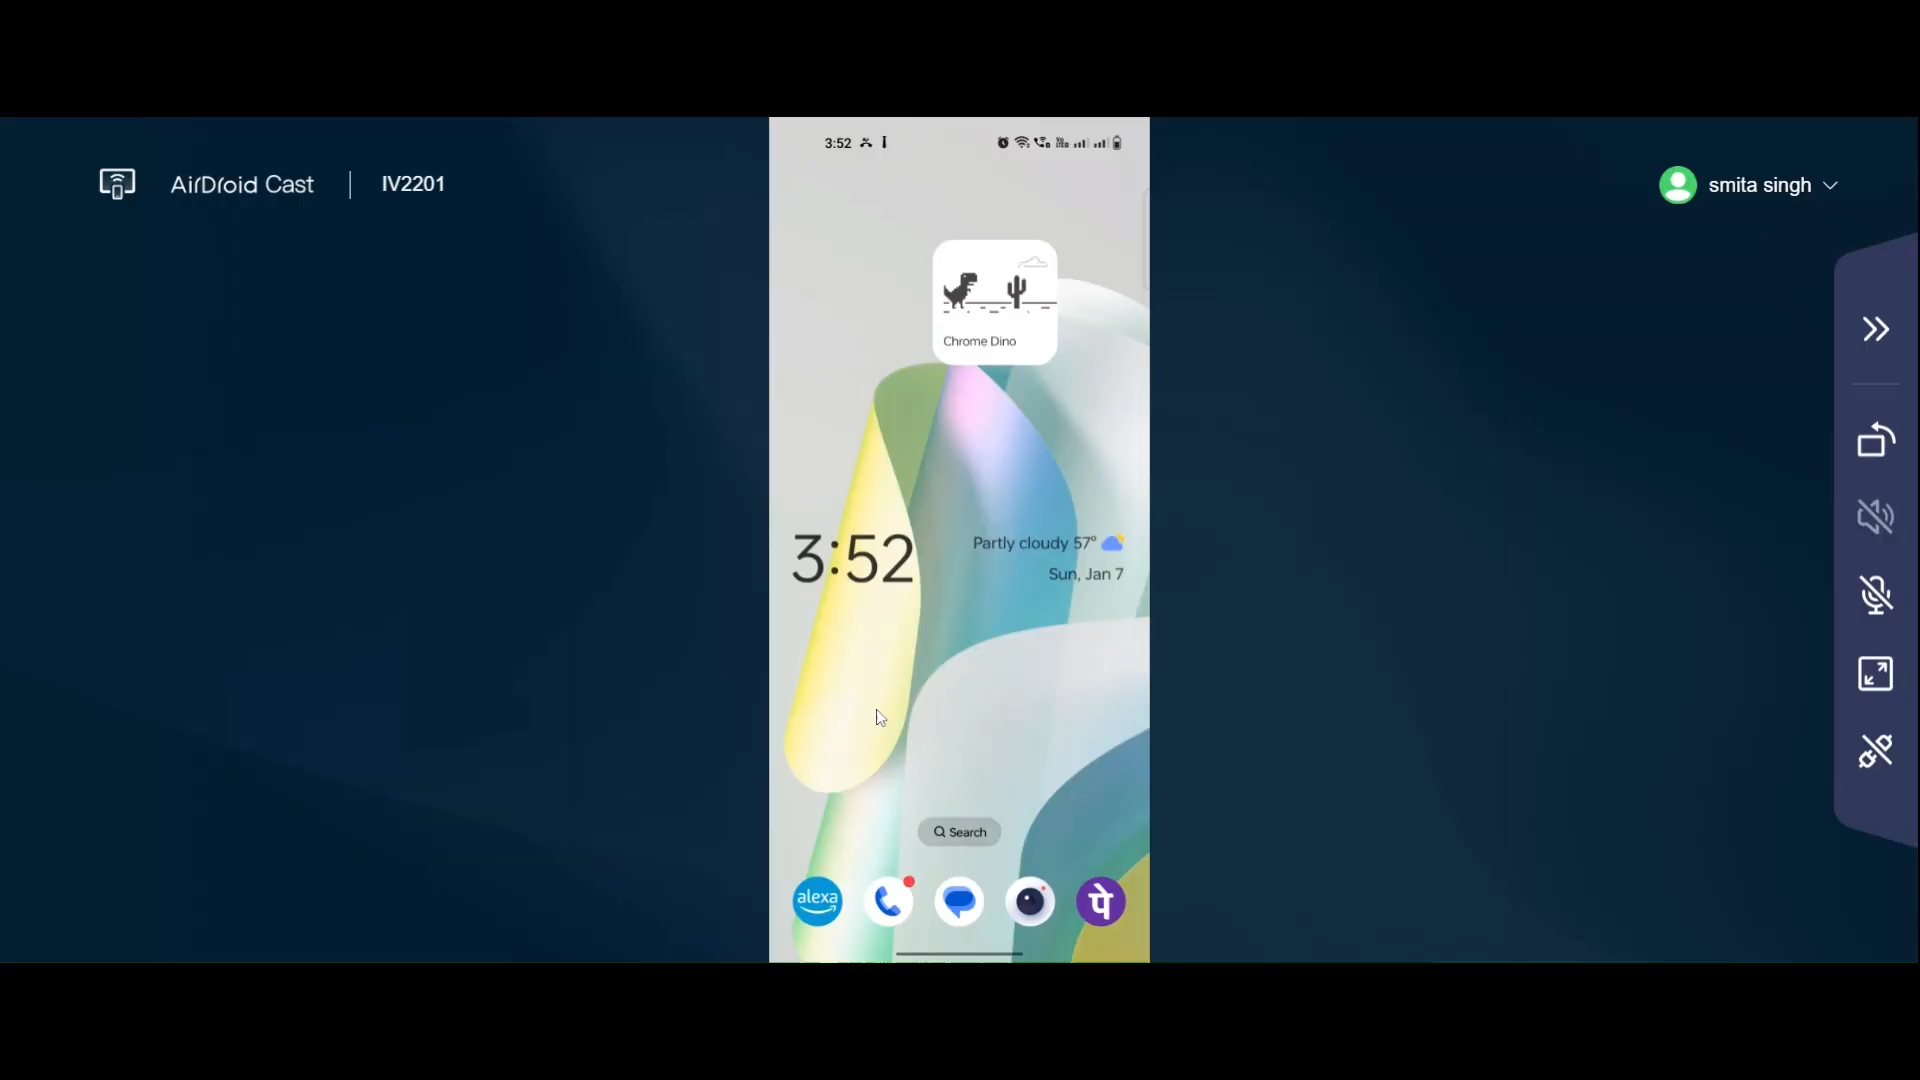 3:52
AirDroid Cast
IV2201
smita singh
Chrome Dino
3:52
Partly cloudy 57°
Sun, Jan 7
Search
alexa
पे